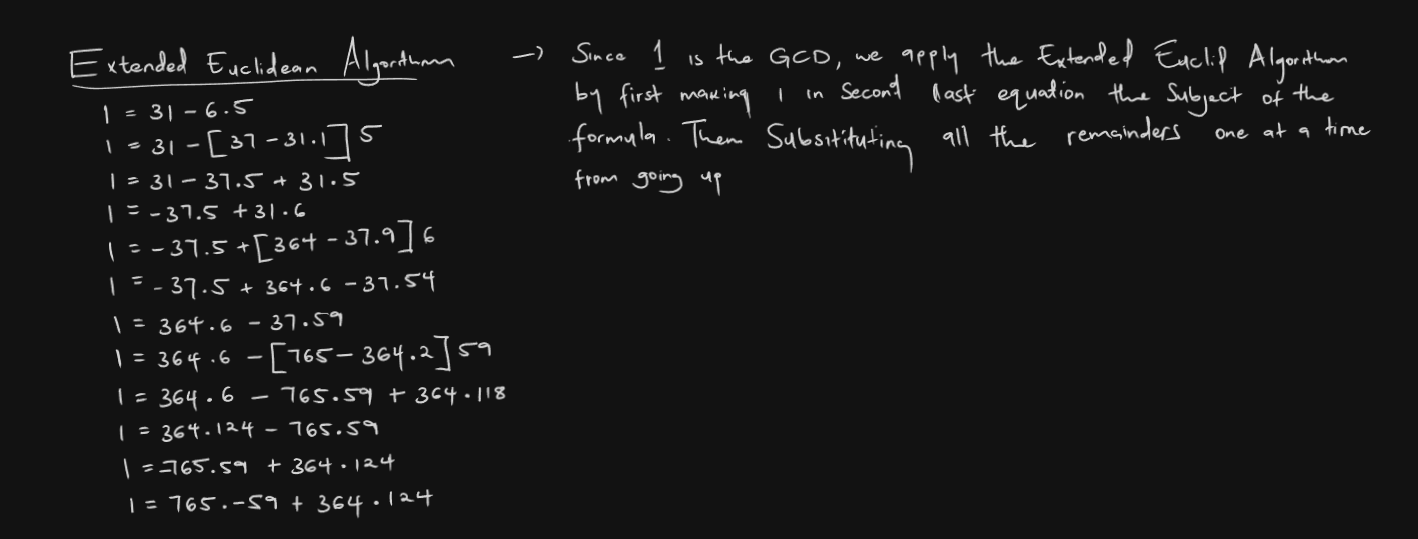 Extended Euclidean Algorithm
→ Since 1 is the GCD, we apply the Extended Euclid Algorithm
by first making 1 in Second last equation the Subject of the
formula. Then Subsitituting all the remainders one at a time
from going up
1 = 31 - 6.5
1 = 31 - [37 - 31.1] 5
1 = 31 - 37.5 + 31.5
1 = -37.5 + 31.6
1 = -37.5 + [364 - 37.9] 6
1 = -37.5 + 364.6 - 37.54
1 = 364.6 - 37.59
1 = 364.6 - [765 - 364.2] 59
1 = 364.6 - 765.59 + 364.118
1 = 364.124 - 765.59
1 = -765.59 + 364.124
1 = 765.-59 + 364.124